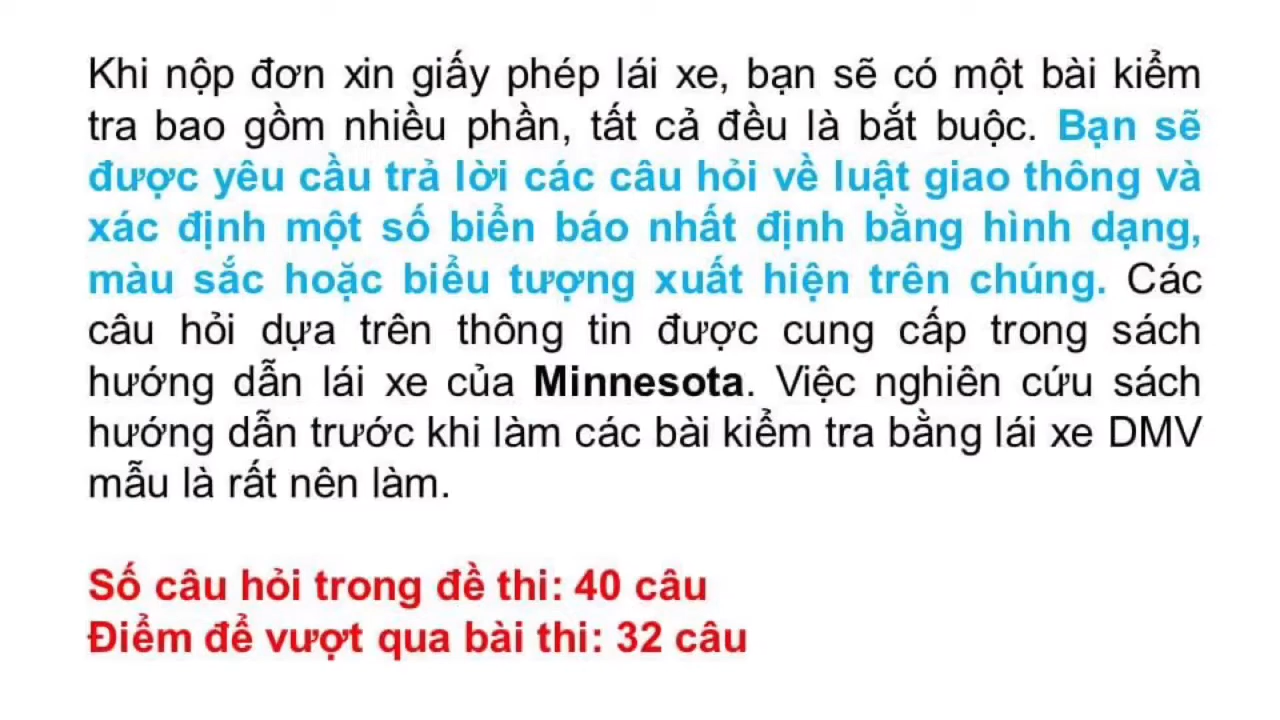 Khi nộp đơn xin giấy phép lái xe, bạn sẽ có một bài kiểm
tra bao gồm nhiều phần, tất cả đều là bắt buộc. Bạn sẽ
được yêu cầu trả lời các câu hỏi về luật giao thông và
xác định một số biển báo nhất định bằng hình dạng,
màu sắc hoặc biểu tượng xuất hiện trên chúng. Các
câu hỏi dựa trên thông tin được cung cấp trong sách
hướng dẫn lái xe của Minnesota. Việc nghiên cứu sách
hướng dẫn trước khi làm các bài kiểm tra bằng lái xe DMV
mẫu là rất nên làm.
Số câu hỏi trong đề thi: 40 câu
Điểm để vượt qua bài thi: 32 câu